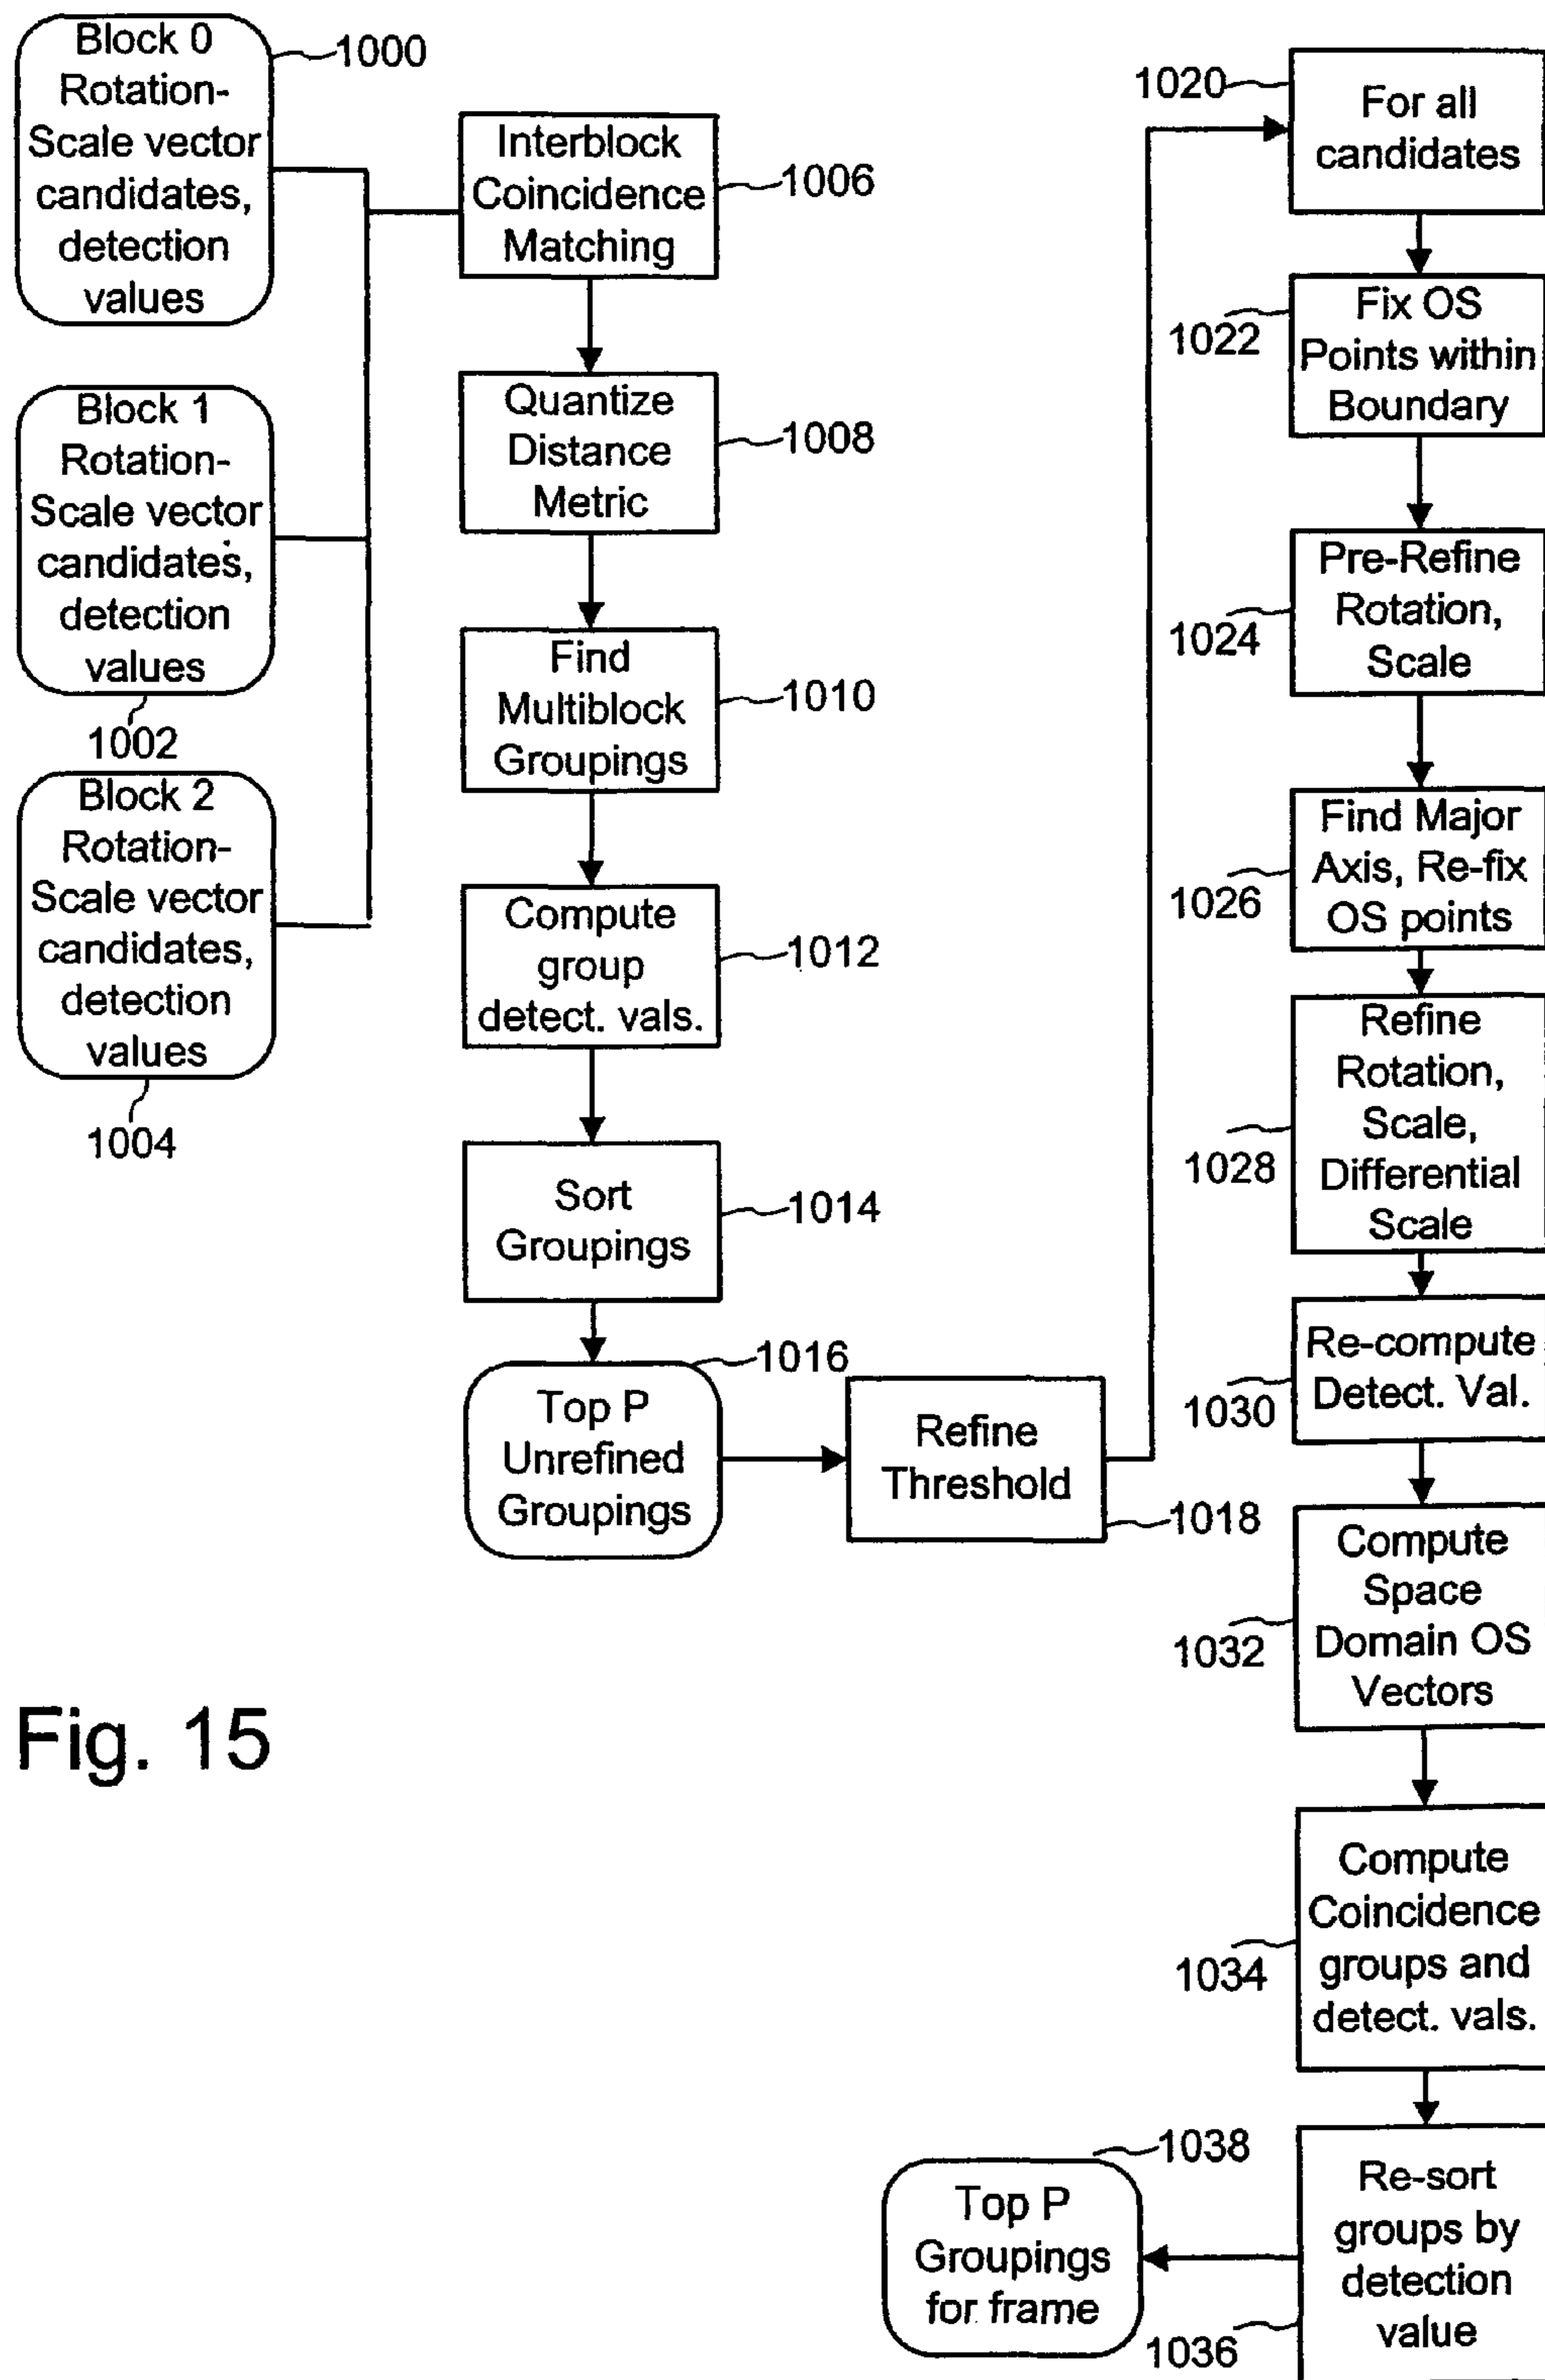 Block 0
Rotation-
Scale vector
candidates,
detection
values
1000
Block 1
Rotation-
Scale vector
candidates,
detection
values
1002
Block 2
Rotation-
Scale vector
candidates,
detection
values
1004
Interblock
Coincidence
Matching
1006
Quantize
Distance
Metric
1008
Find
Multiblock
Groupings
1010
Compute
group
detect. vals.
1012
Sort
Groupings
1014
Top P
Unrefined
Groupings
1016
Refine
Threshold
1018
1020
For all
candidates
1022
Fix OS
Points within
Boundary
1024
Pre-Refine
Rotation,
Scale
1026
Find Major
Axis, Re-fix
OS points
1028
Refine
Rotation,
Scale,
Differential
Scale
1030
Re-compute
Detect. Val.
1032
Compute
Space
Domain OS
Vectors
1034
Compute
Coincidence
groups and
detect. vals.
1036
Re-sort
groups by
detection
value
1038
Top P
Groupings
for frame
Fig. 15